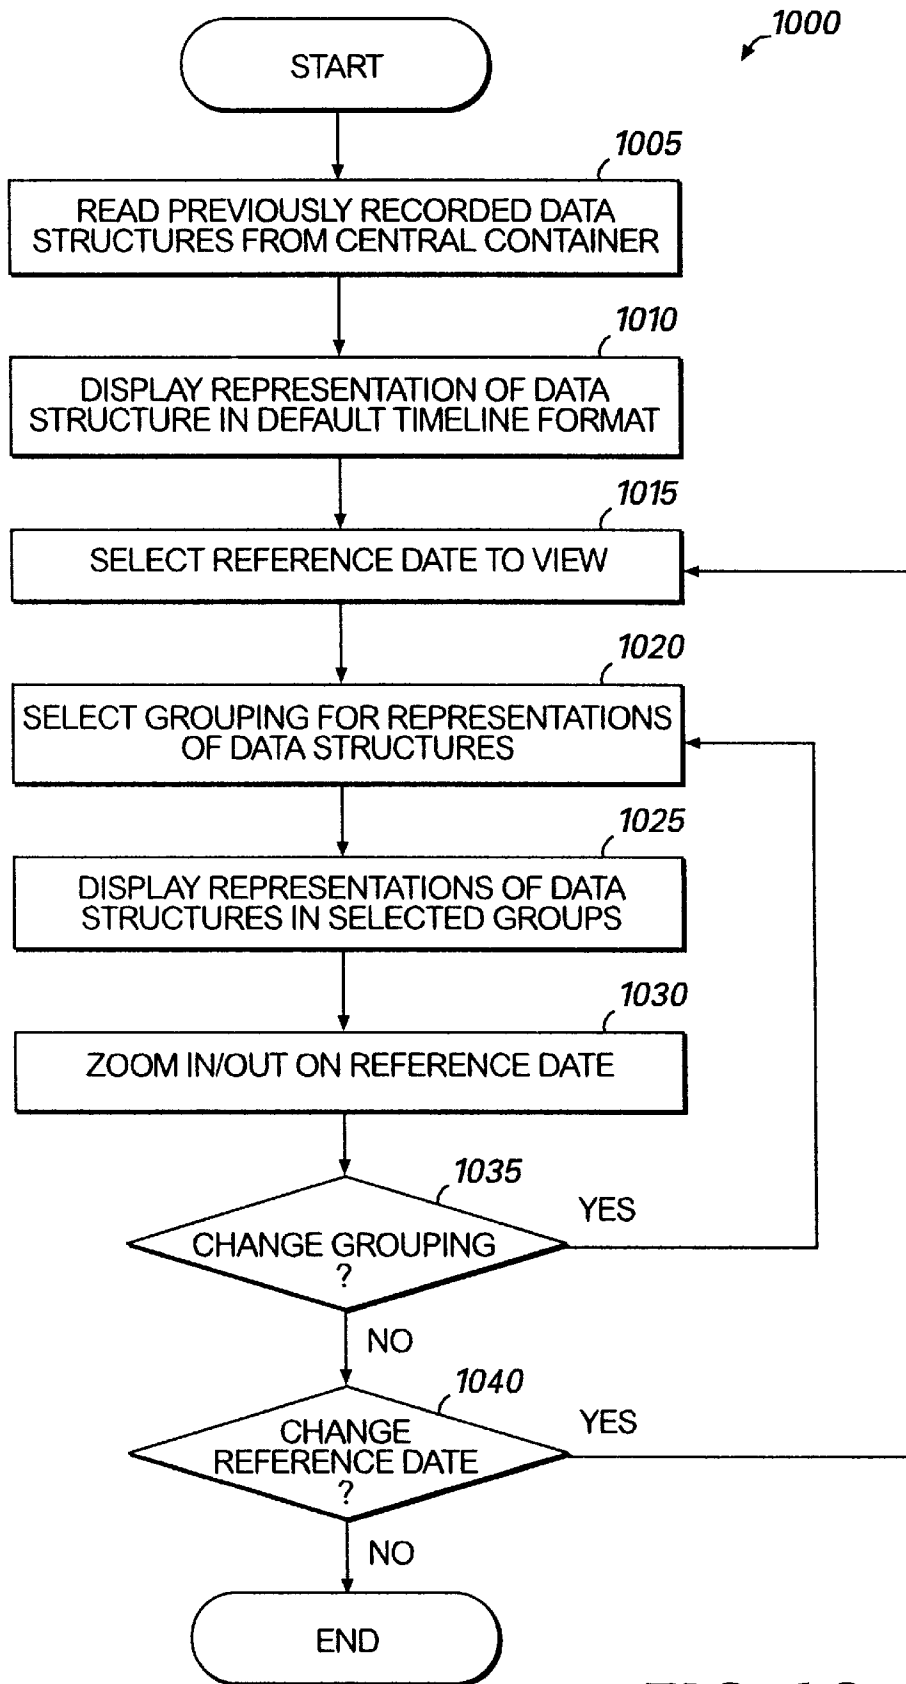 1000
START
1005
READ PREVIOUSLY RECORDED DATA
STRUCTURES FROM CENTRAL CONTAINER
1010
DISPLAY REPRESENTATION OF DATA
STRUCTURE IN DEFAULT TIMELINE FORMAT
1015
SELECT REFERENCE DATE TO VIEW
1020
SELECT GROUPING FOR REPRESENTATIONS
OF DATA STRUCTURES
1025
DISPLAY REPRESENTATIONS OF DATA
STRUCTURES IN SELECTED GROUPS
1030
ZOOM IN/OUT ON REFERENCE DATE
1035
YES
CHANGE GROUPING
?
NO
1040
YES
CHANGE
REFERENCE DATE
?
NO
END